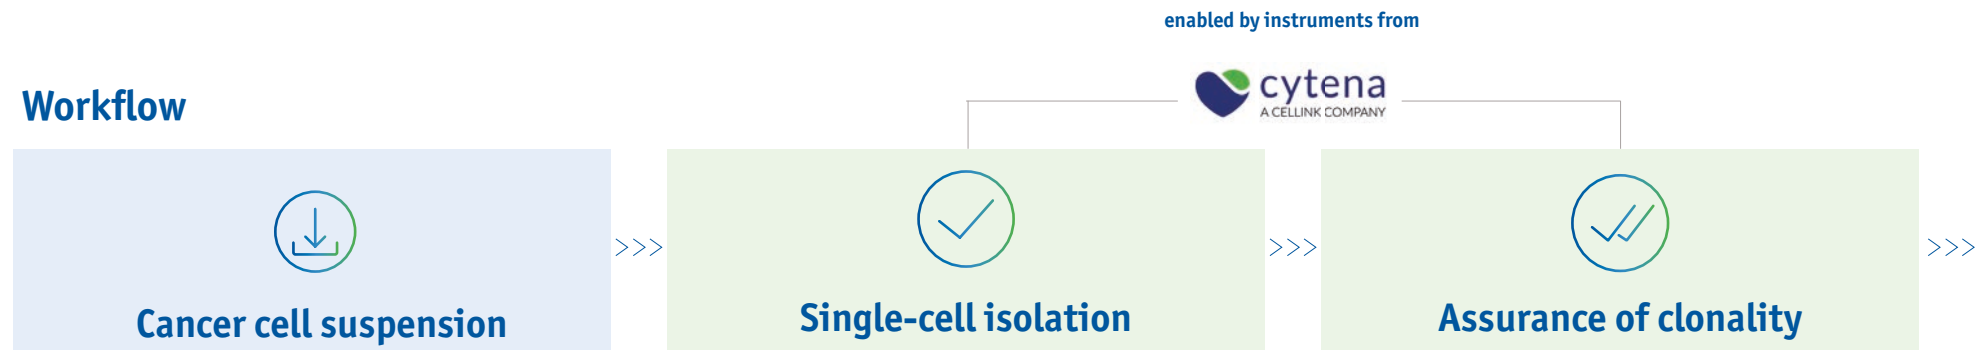 enabled by instruments from
cytena
A CELLINK COMPANY
Workflow
Cancer cell suspension
>>>
Single-cell isolation
>>>
Assurance of clonality
>>>